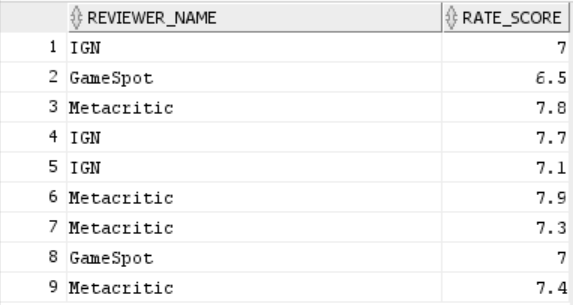 REVIEWER_NAME RATE_SCORE
1 IGN 7
2 GameSpot 6.5
3 Metacritic 7.8
4 IGN 7.7
5 IGN 7.1
6 Metacritic 7.9
7 Metacritic 7.3
8 GameSpot 7
9 Metacritic 7.4